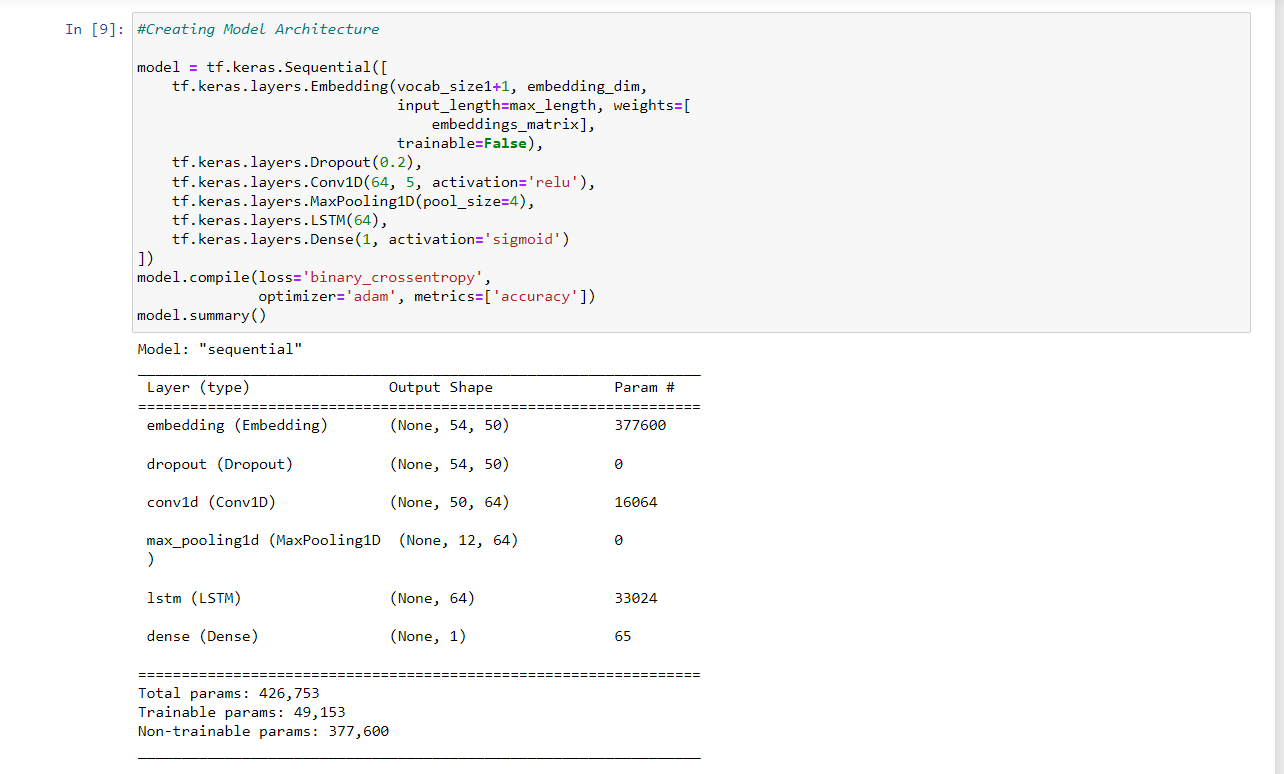 In [9]: #Creating Model Architecture
model = tf.keras.Sequential([
tf.keras.layers.Embedding(vocab_size1+1, embedding_dim,
input_length=max_length, weights=[
embeddings_matrix],
trainable=False),
tf.keras.layers.Dropout(0.2),
tf.keras.layers.Conv1D(64, 5, activation='relu'),
tf.keras.layers.MaxPooling1D(pool_size=4),
tf.keras.layers.LSTM(64),
tf.keras.layers.Dense(1, activation='sigmoid')
])
model.compile(loss='binary_crossentropy',
optimizer='adam', metrics=['accuracy'])
model.summary()
Model: "sequential"
_________________________________________________________________
Layer (type) Output Shape Param #
=================================================================
embedding (Embedding) (None, 54, 50) 377600
dropout (Dropout) (None, 54, 50) 0
conv1d (Conv1D) (None, 50, 64) 16064
max_pooling1d (MaxPooling1D (None, 12, 64) 0
)
lstm (LSTM) (None, 64) 33024
dense (Dense) (None, 1) 65
=================================================================
Total params: 426,753
Trainable params: 49,153
Non-trainable params: 377,600
_________________________________________________________________